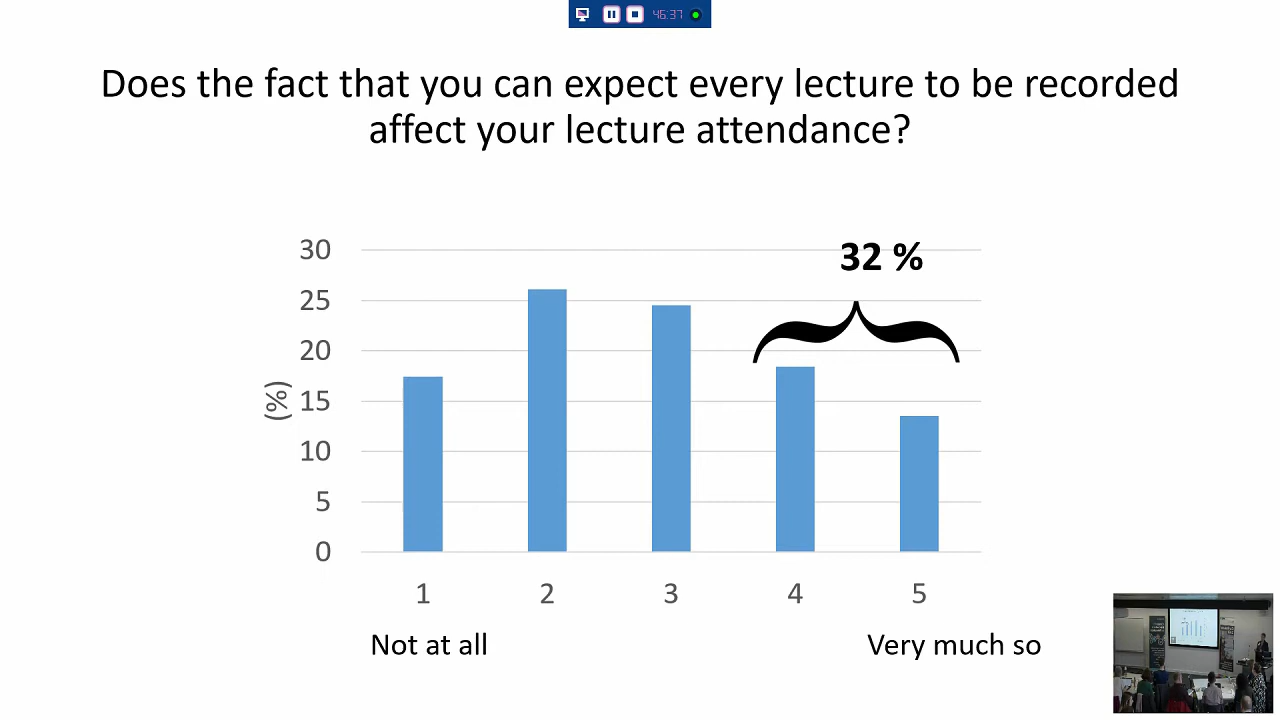 46:37
Does the fact that you can expect every lecture to be recorded
affect your lecture attendance?
32 %
30
25
20
15
10
5
0
(%)
1 2 3 4 5
Not at all Very much so